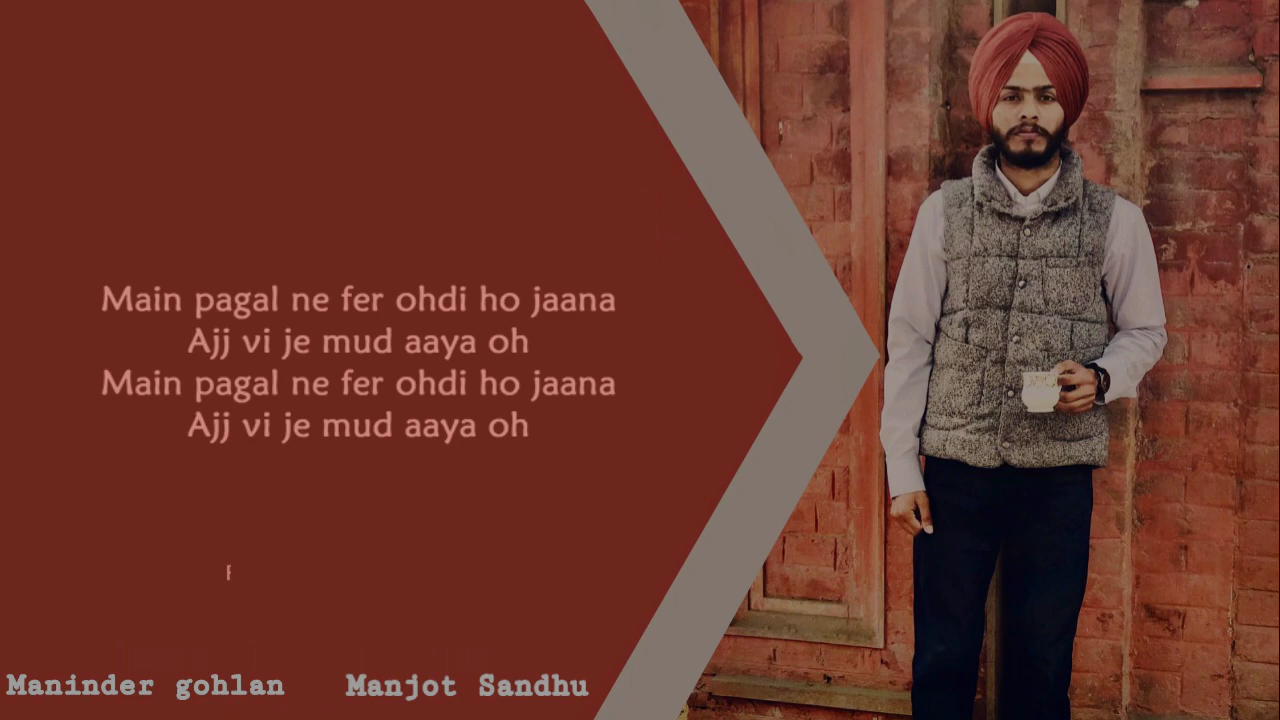 Main pagal ne fer ohdi ho jaana
Ajj vi je mud aaya oh
Main pagal ne fer ohdi ho jaana
Ajj vi je mud aaya oh
Maninder gohlan Manjot Sandhu